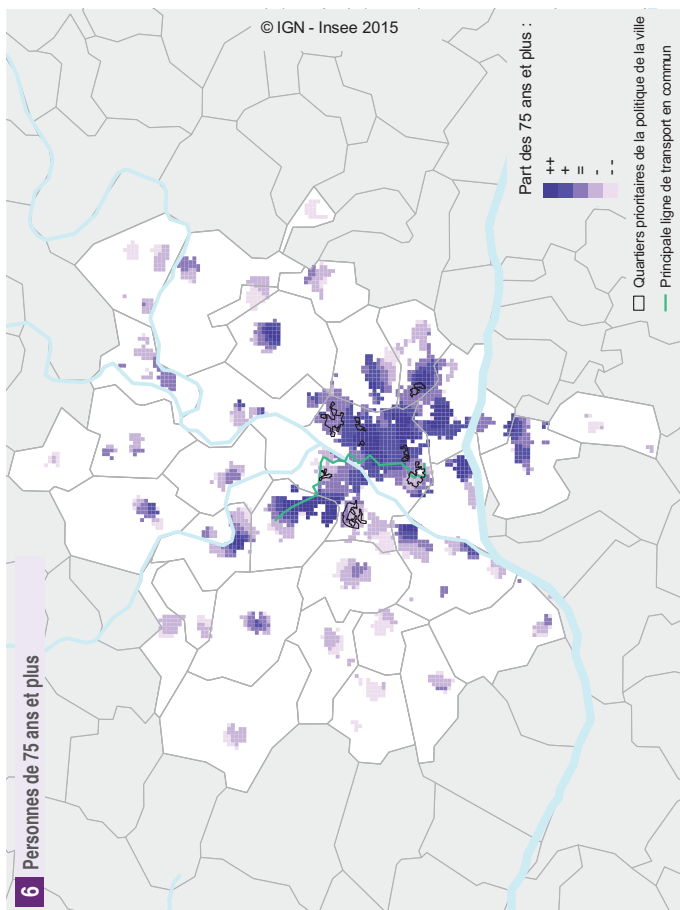 6 Personnes de 75 ans et plus
© IGN - Insee 2015
Part des 75 ans et plus :
++
+
=
-
--
Quartiers prioritaires de la politique de la ville
Principale ligne de transport en commun